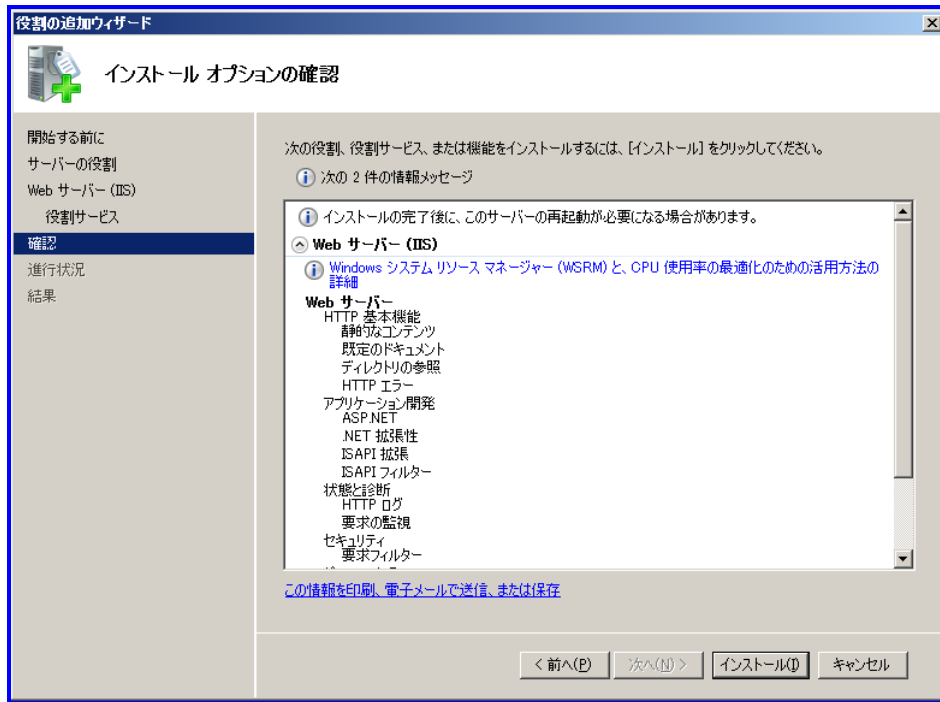 役割の追加ウィザード
インストール オプションの確認
開始する前に
サーバーの役割
Web サーバー (IIS)
役割サービス
確認
進行状況
結果
次の役割、役割サービス、または機能をインストールするには、[インストール] をクリックしてください。
次の 2 件の情報メッセージ
インストールの完了後に、このサーバーの再起動が必要になる場合があります。
Web サーバー (IIS)
Windows システム リソース マネージャー (WSRM) と、CPU 使用率の最適化のための活用方法の
詳細
Web サーバー
HTTP 基本機能
静的なコンテンツ
既定のドキュメント
ディレクトリの参照
HTTP エラー
アプリケーション開発
ASP.NET
.NET 拡張性
ISAPI 拡張
ISAPI フィルター
状態と診断
HTTP ログ
要求の監視
セキュリティ
要求フィルター
この情報を印刷、電子メールで送信、または保存
< 前へ(P)
次へ(N) >
インストール(I)
キャンセル